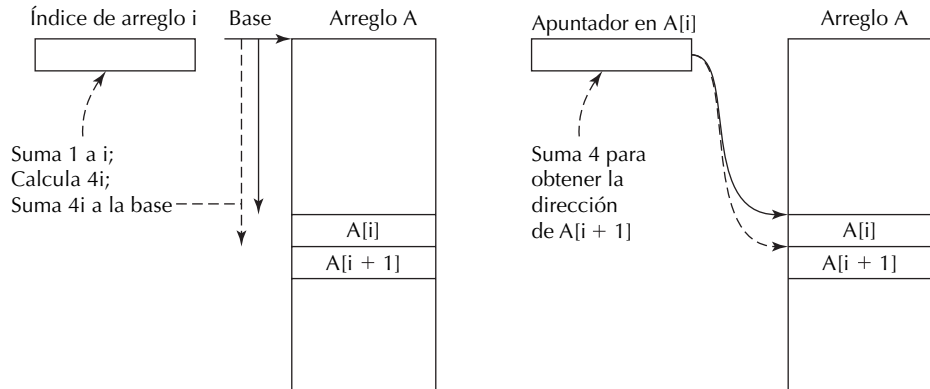 Índice de arreglo i
Base
Arreglo A
Suma 1 a i;
Calcula 4i;
Suma 4i a la base
A[i]
A[i + 1]
Apuntador en A[i]
Arreglo A
Suma 4 para
obtener la
dirección
de A[i + 1]
A[i]
A[i + 1]